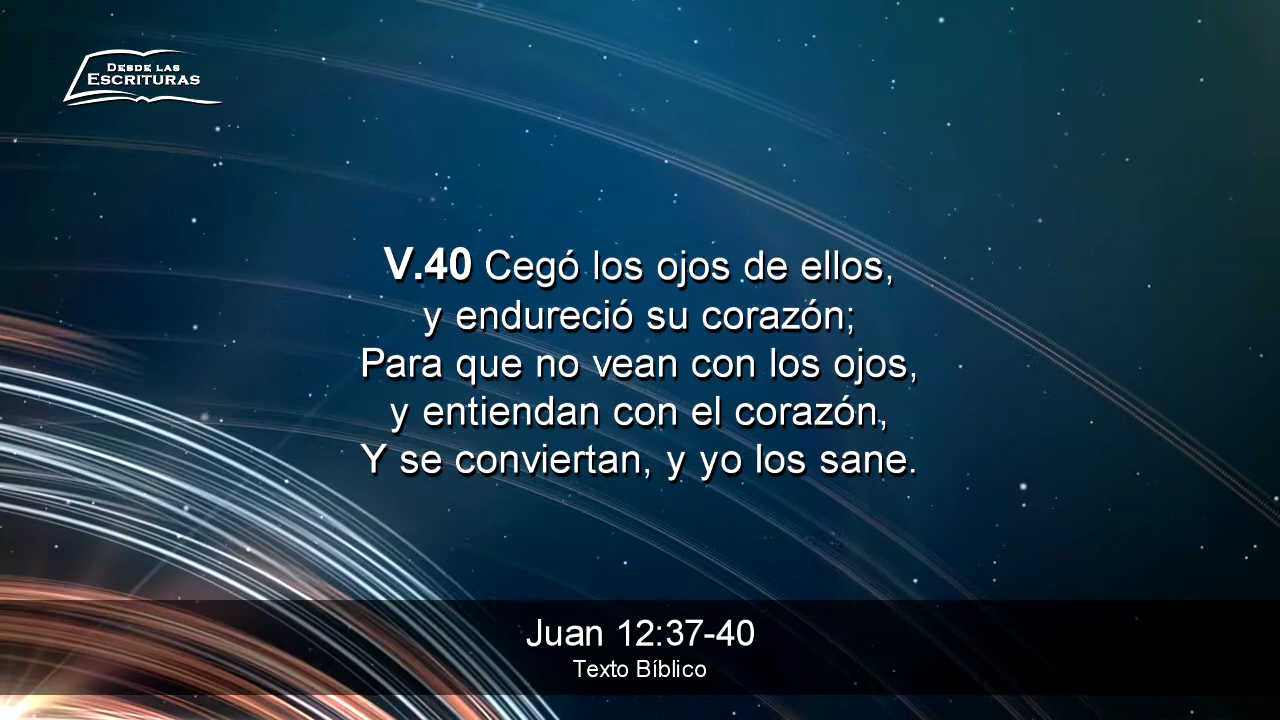 DESDE LAS
ESCRITURAS
V.40 Cegó los ojos de ellos,
y endureció su corazón;
Para que no vean con los ojos,
y entiendan con el corazón,
Y se conviertan, y yo los sane.
Juan 12:37-40
Texto Bíblico